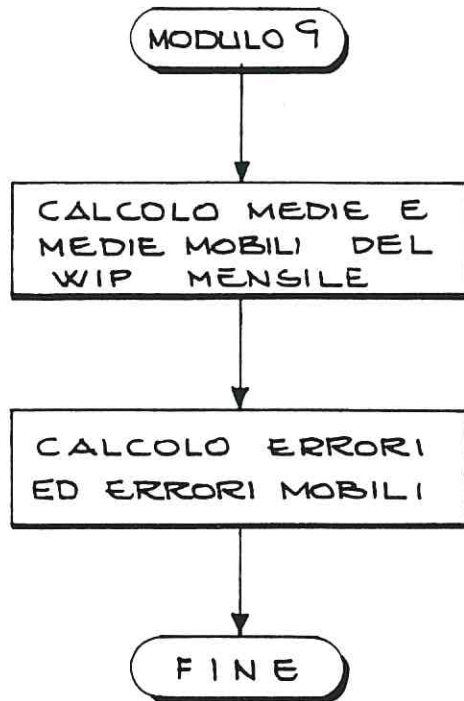 MODULO 9
CALCOLO MEDIE E
MEDIE MOBILI DEL
WIP MENSILE
CALCOLO ERRORI
ED ERRORI MOBILI
FINE